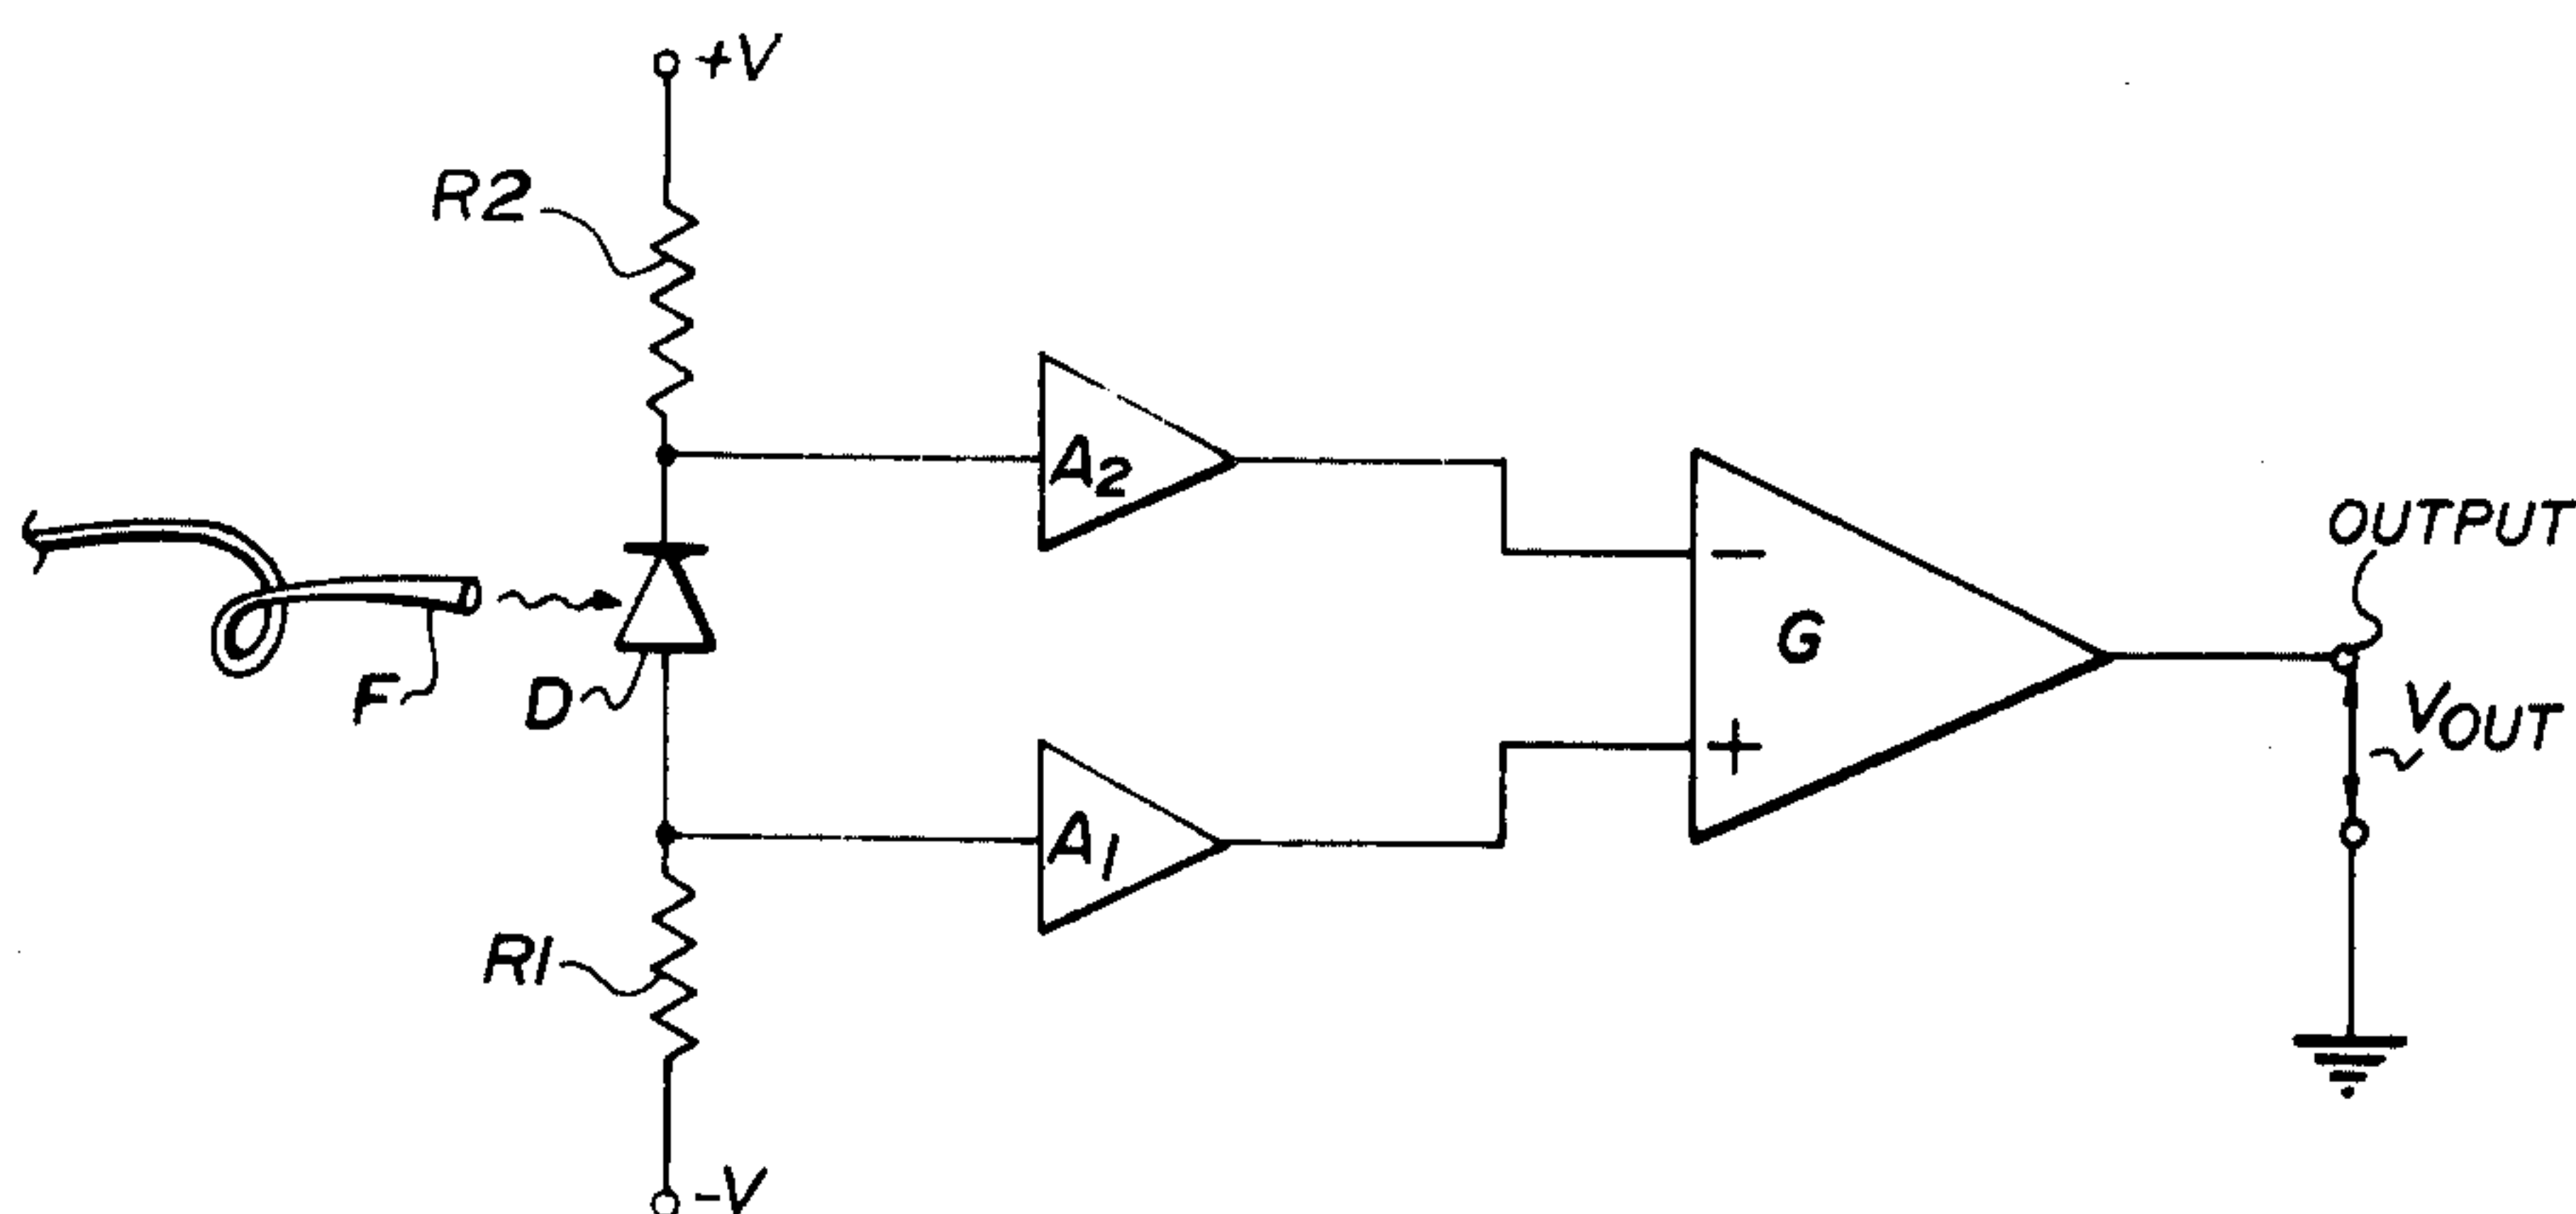 +V
R2
A2
OUTPUT
−
G
F
D
VOUT
+
A1
R1
-V